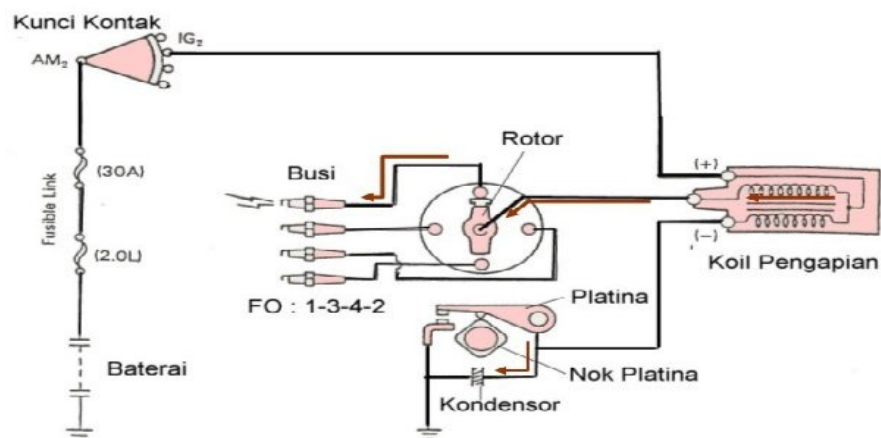 Kunci Kontak
IG₂
AM₂
Rotor
(30A)
Busi
(+)
Fusible Link
(2.0L)
(-)
Koil Pengapian
FO : 1-3-4-2
Platina
Baterai
Nok Platina
Kondensor